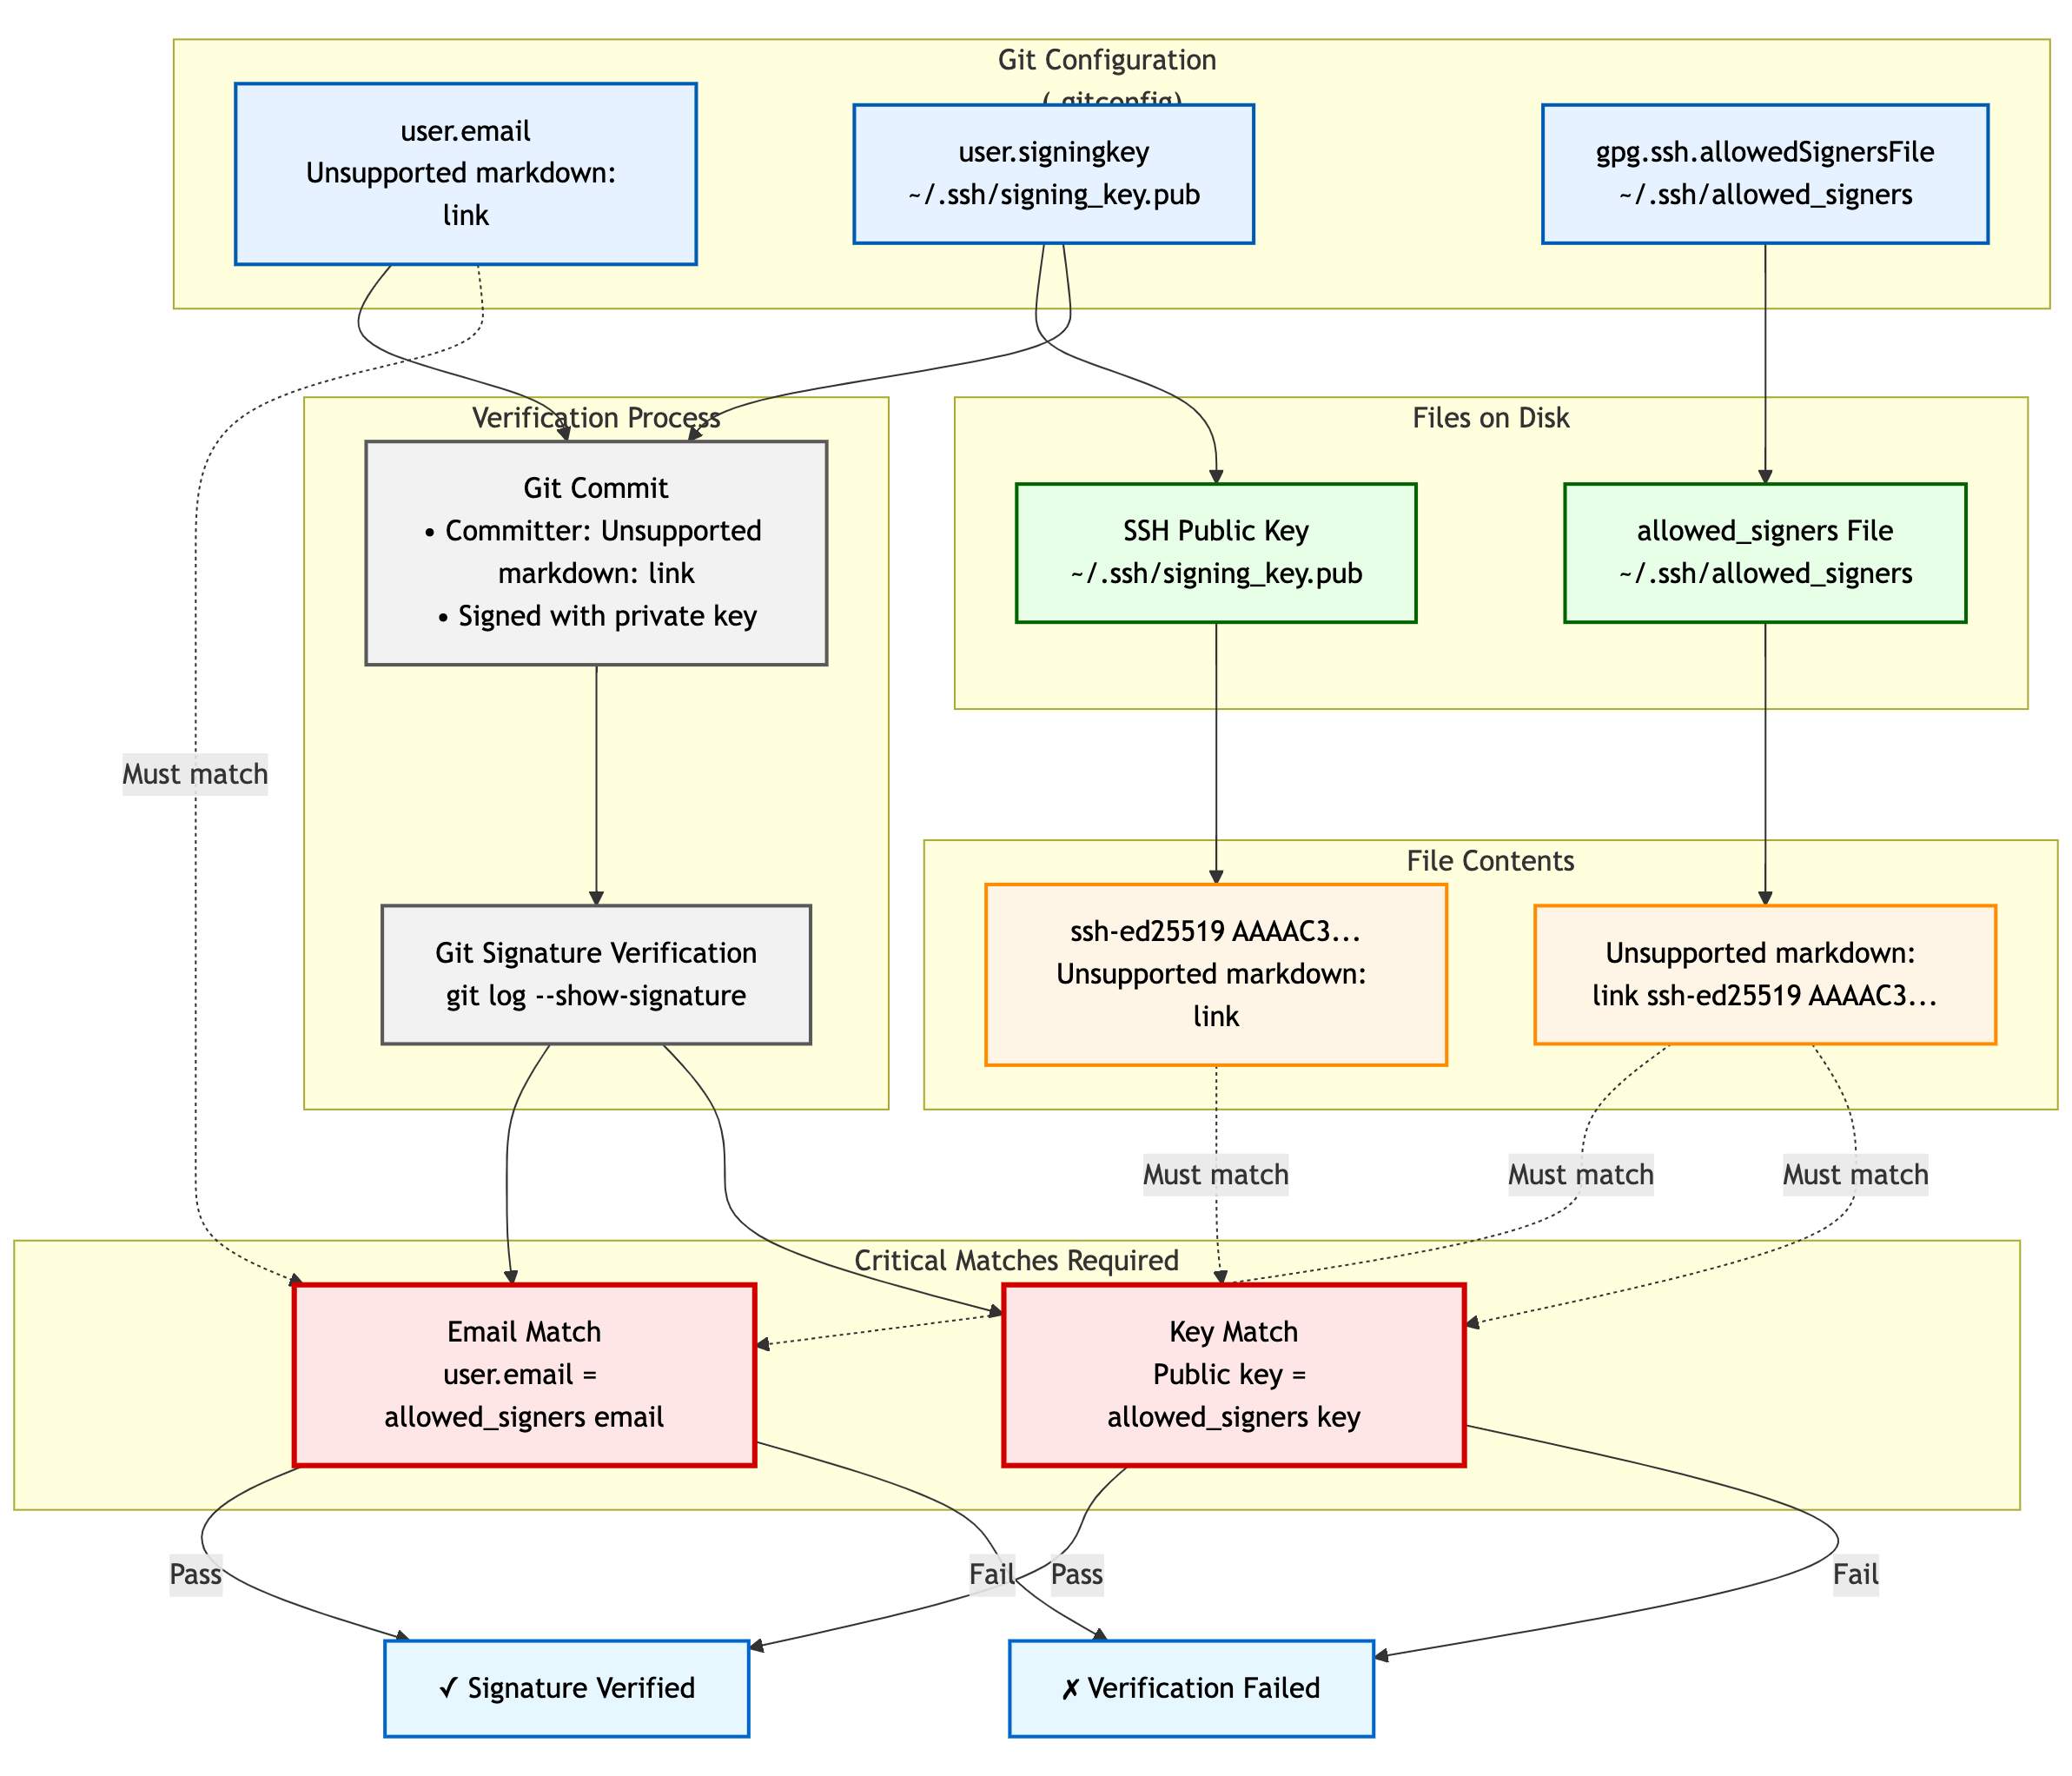 Git Configuration
(.gitconfig)
user.email
Unsupported markdown:
link
user.signingkey
~/.ssh/signing_key.pub
gpg.ssh.allowedSignersFile
~/.ssh/allowed_signers
Verification Process
Files on Disk
Git Commit
• Committer: Unsupported
markdown: link
• Signed with private key
SSH Public Key
~/.ssh/signing_key.pub
allowed_signers File
~/.ssh/allowed_signers
Must match
File Contents
Git Signature Verification
git log --show-signature
ssh-ed25519 AAAAC3...
Unsupported markdown:
link
Unsupported markdown:
link ssh-ed25519 AAAAC3...
Must match
Must match
Must match
Critical Matches Required
Email Match
user.email =
allowed_signers email
Key Match
Public key =
allowed_signers key
Pass
Fail
Pass
Fail
✓ Signature Verified
✗ Verification Failed